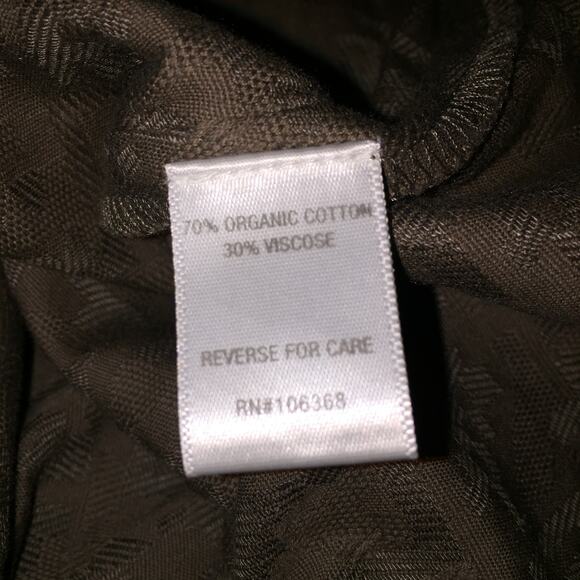 70% ORGANIC COTTON
30% VISCOSE
REVERSE FOR CARE
RN#106368